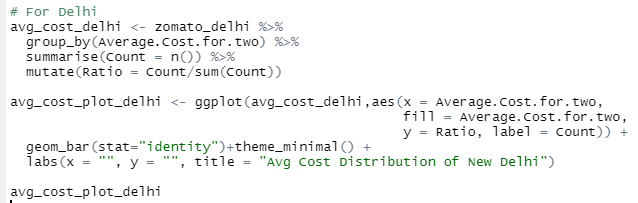 # For Delhi
avg_cost_delhi <- zomato_delhi %>%
  group_by(Average.Cost.for.two) %>%
  summarise(Count = n()) %>%
  mutate(Ratio = Count/sum(Count))

avg_cost_plot_delhi <- ggplot(avg_cost_delhi,aes(x = Average.Cost.for.two,
                                                 fill = Average.Cost.for.two,
                                                 y = Ratio, label = Count)) +
  geom_bar(stat="identity")+theme_minimal() +
  labs(x = "", y = "", title = "Avg Cost Distribution of New Delhi")

avg_cost_plot_delhi